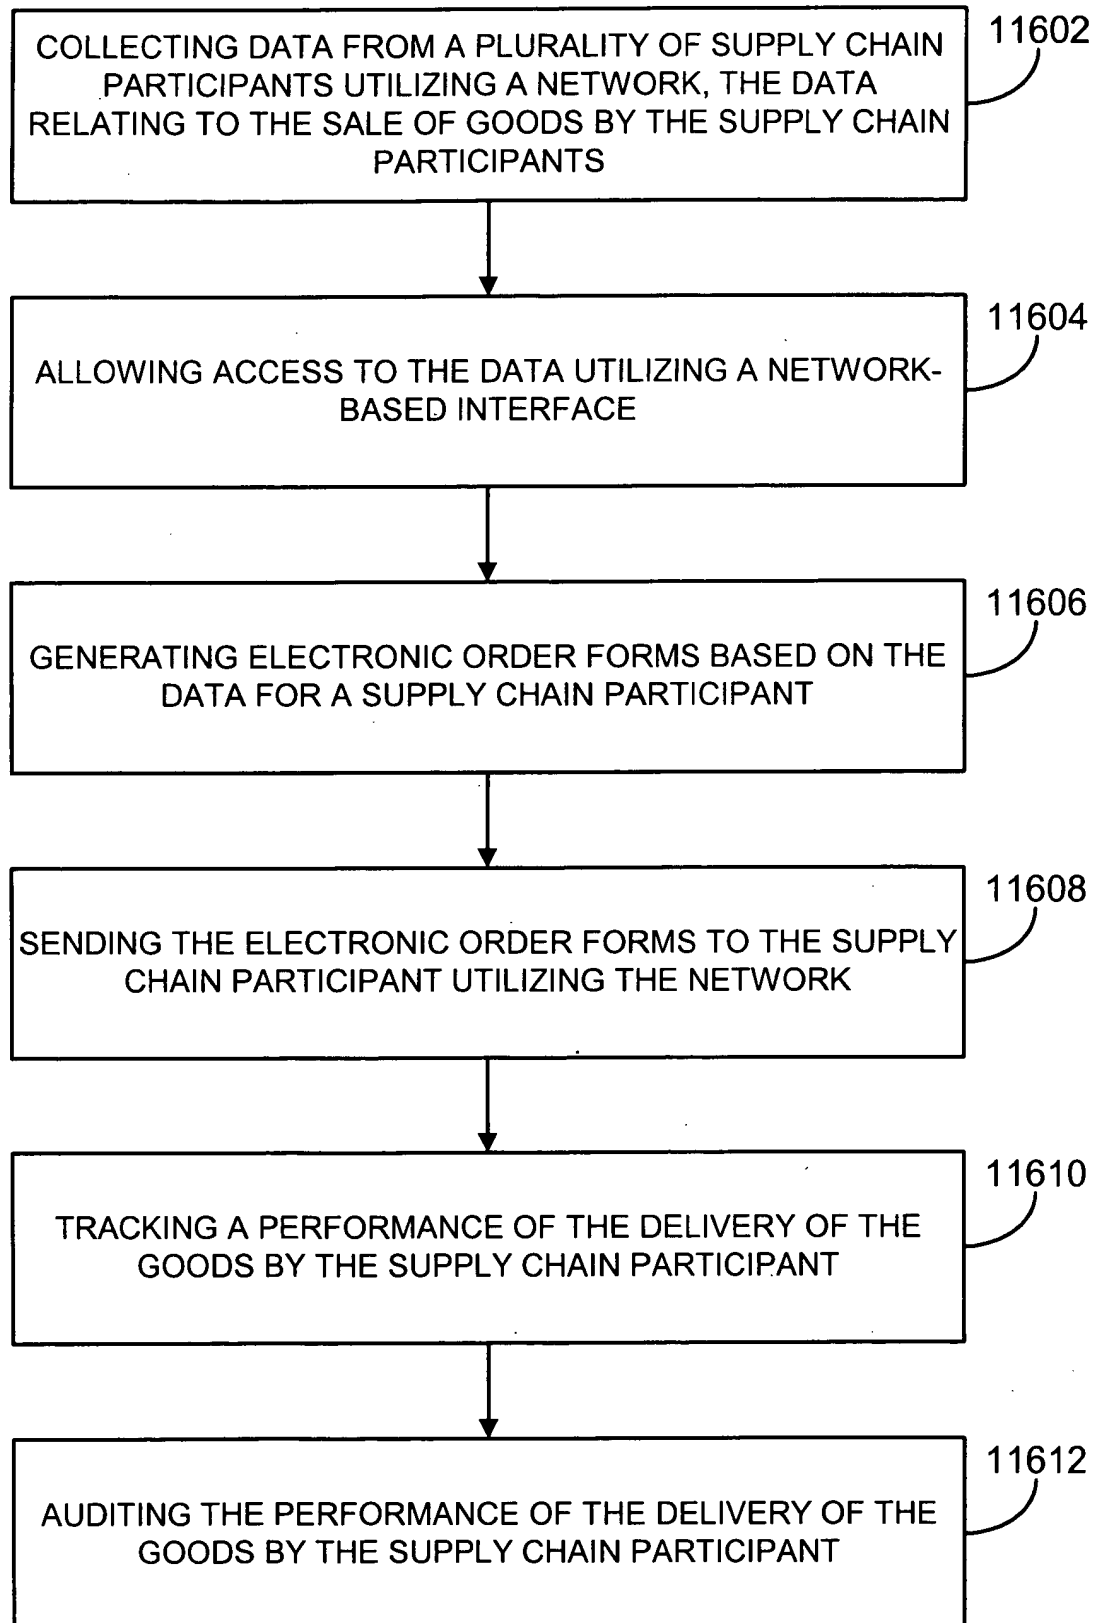 COLLECTING DATA FROM A PLURALITY OF SUPPLY CHAIN
PARTICIPANTS UTILIZING A NETWORK, THE DATA
RELATING TO THE SALE OF GOODS BY THE SUPPLY CHAIN
PARTICIPANTS
11602
ALLOWING ACCESS TO THE DATA UTILIZING A NETWORK-
BASED INTERFACE
11604
GENERATING ELECTRONIC ORDER FORMS BASED ON THE
DATA FOR A SUPPLY CHAIN PARTICIPANT
11606
SENDING THE ELECTRONIC ORDER FORMS TO THE SUPPLY
CHAIN PARTICIPANT UTILIZING THE NETWORK
11608
TRACKING A PERFORMANCE OF THE DELIVERY OF THE
GOODS BY THE SUPPLY CHAIN PARTICIPANT
11610
AUDITING THE PERFORMANCE OF THE DELIVERY OF THE
GOODS BY THE SUPPLY CHAIN PARTICIPANT
11612